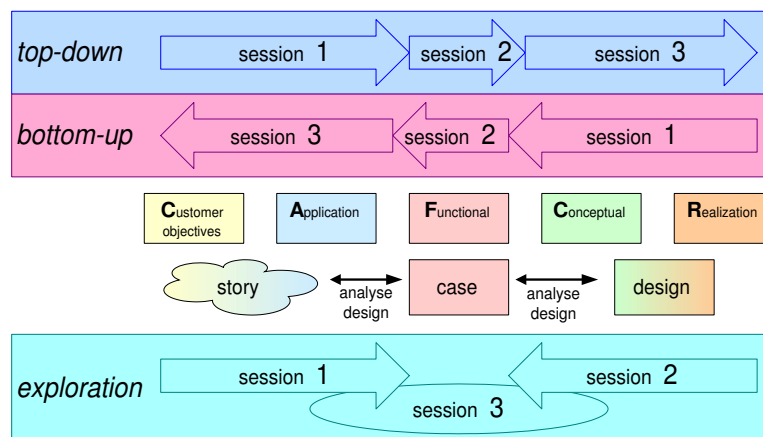 top-down
session 1
session 2
session 3
bottom-up
session 3
session 2
session 1
Customer
objectives
Application
Functional
Conceptual
Realization
story
analyse
design
case
analyse
design
design
exploration
session 1
session 2
session 3